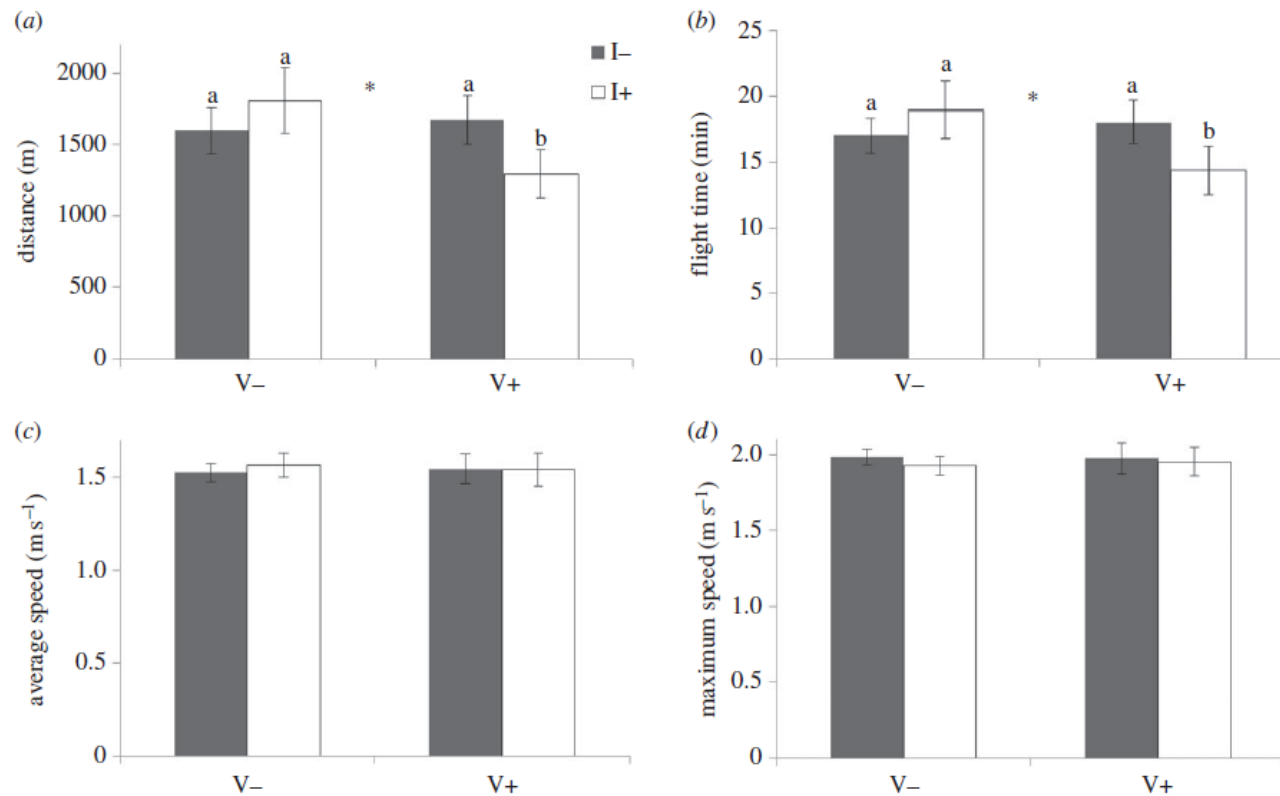 (a)
2000
1500
1000
500
0
distance (m)
a
a
*
a
b
I–
I+
V–
V+
(b)
25
20
15
10
5
0
flight time (min)
a
a
*
a
b
V–
V+
(c)
1.5
1.0
0.5
0
average speed (m s⁻¹)
V–
V+
(d)
2.0
1.5
1.0
0.5
0
maximum speed (m s⁻¹)
V–
V+